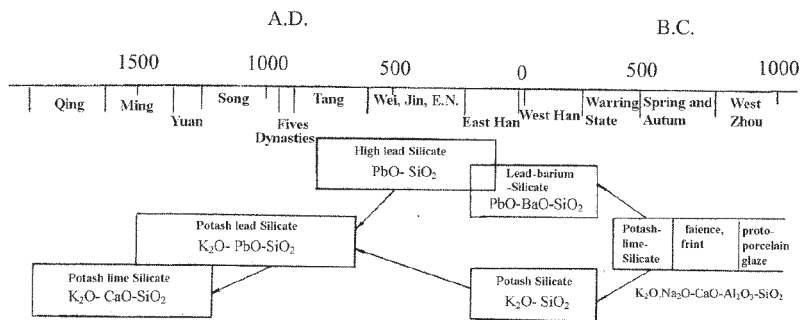 A.D. B.C.
1500 1000 500 0 500 1000
Qing Ming Yuan Song Fives Dynasties Tang Wei, Jin, E.N. East Han West Han Warring State Spring and Autum West Zhou
High lead Silicate
PbO- SiO₂
Lead-barium
-Silicate
PbO-BaO-SiO₂
Potash lead Silicate
K₂O- PbO-SiO₂
Potash-
lime-
Silicate
faience,
frint
proto-
porcelain
glaze
Potash lime Silicate
K₂O- CaO-SiO₂
Potash Silicate
K₂O- SiO₂
K₂O,Na₂O-CaO-Al₂O₃-SiO₂